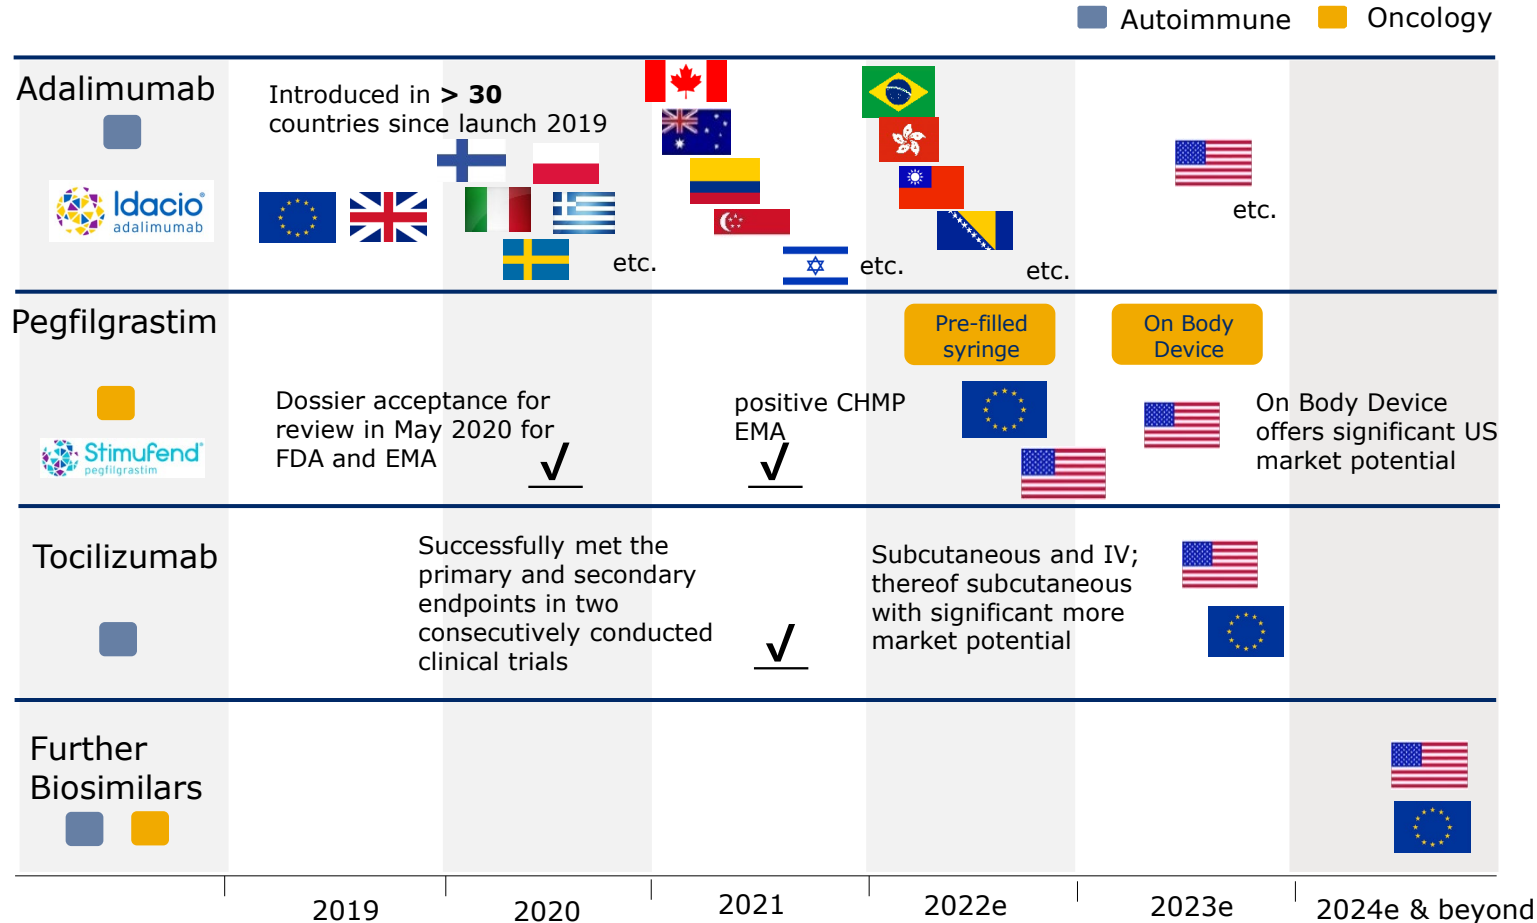 Autoimmune
Oncology
Adalimumab
Idacio®
adalimumab
Introduced in > 30
countries since launch 2019
etc.
etc.
etc.
etc.
Pegfilgrastim
Stimufend®
pegfilgrastim
Dossier acceptance for
review in May 2020 for
FDA and EMA
√
positive CHMP
EMA
√
Pre-filled
syringe
On Body
Device
On Body Device
offers significant US
market potential
Tocilizumab
Successfully met the
primary and secondary
endpoints in two
consecutively conducted
clinical trials
√
Subcutaneous and IV;
thereof subcutaneous
with significant more
market potential
Further
Biosimilars
2019
2020
2021
2022e
2023e
2024e & beyond